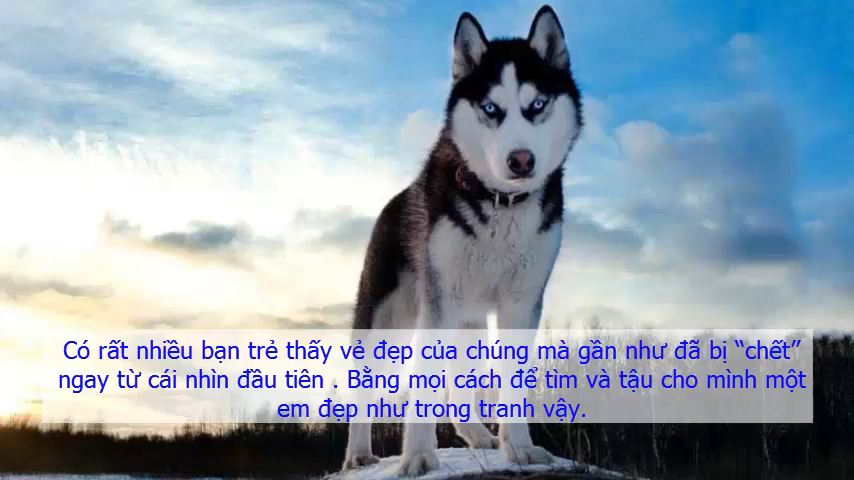 Có rất nhiều bạn trẻ thấy vẻ đẹp của chúng mà gần như đã bị “chết”
ngay từ cái nhìn đầu tiên . Bằng mọi cách để tìm và tậu cho mình một
em đẹp như trong tranh vậy.